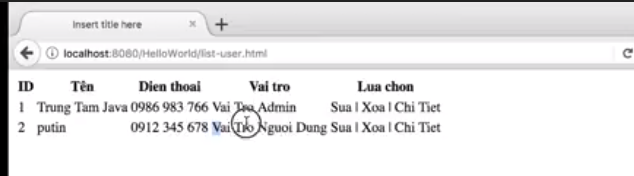 Insert title here
localhost:8080/HelloWorld/list-user.html
ID Tên Dien thoai Vai tro Lua chon
1 Trung Tam Java 0986 983 766 Vai Tro Admin Sua | Xoa | Chi Tiet
2 putin 0912 345 678 Vai Tro Nguoi Dung Sua | Xoa | Chi Tiet